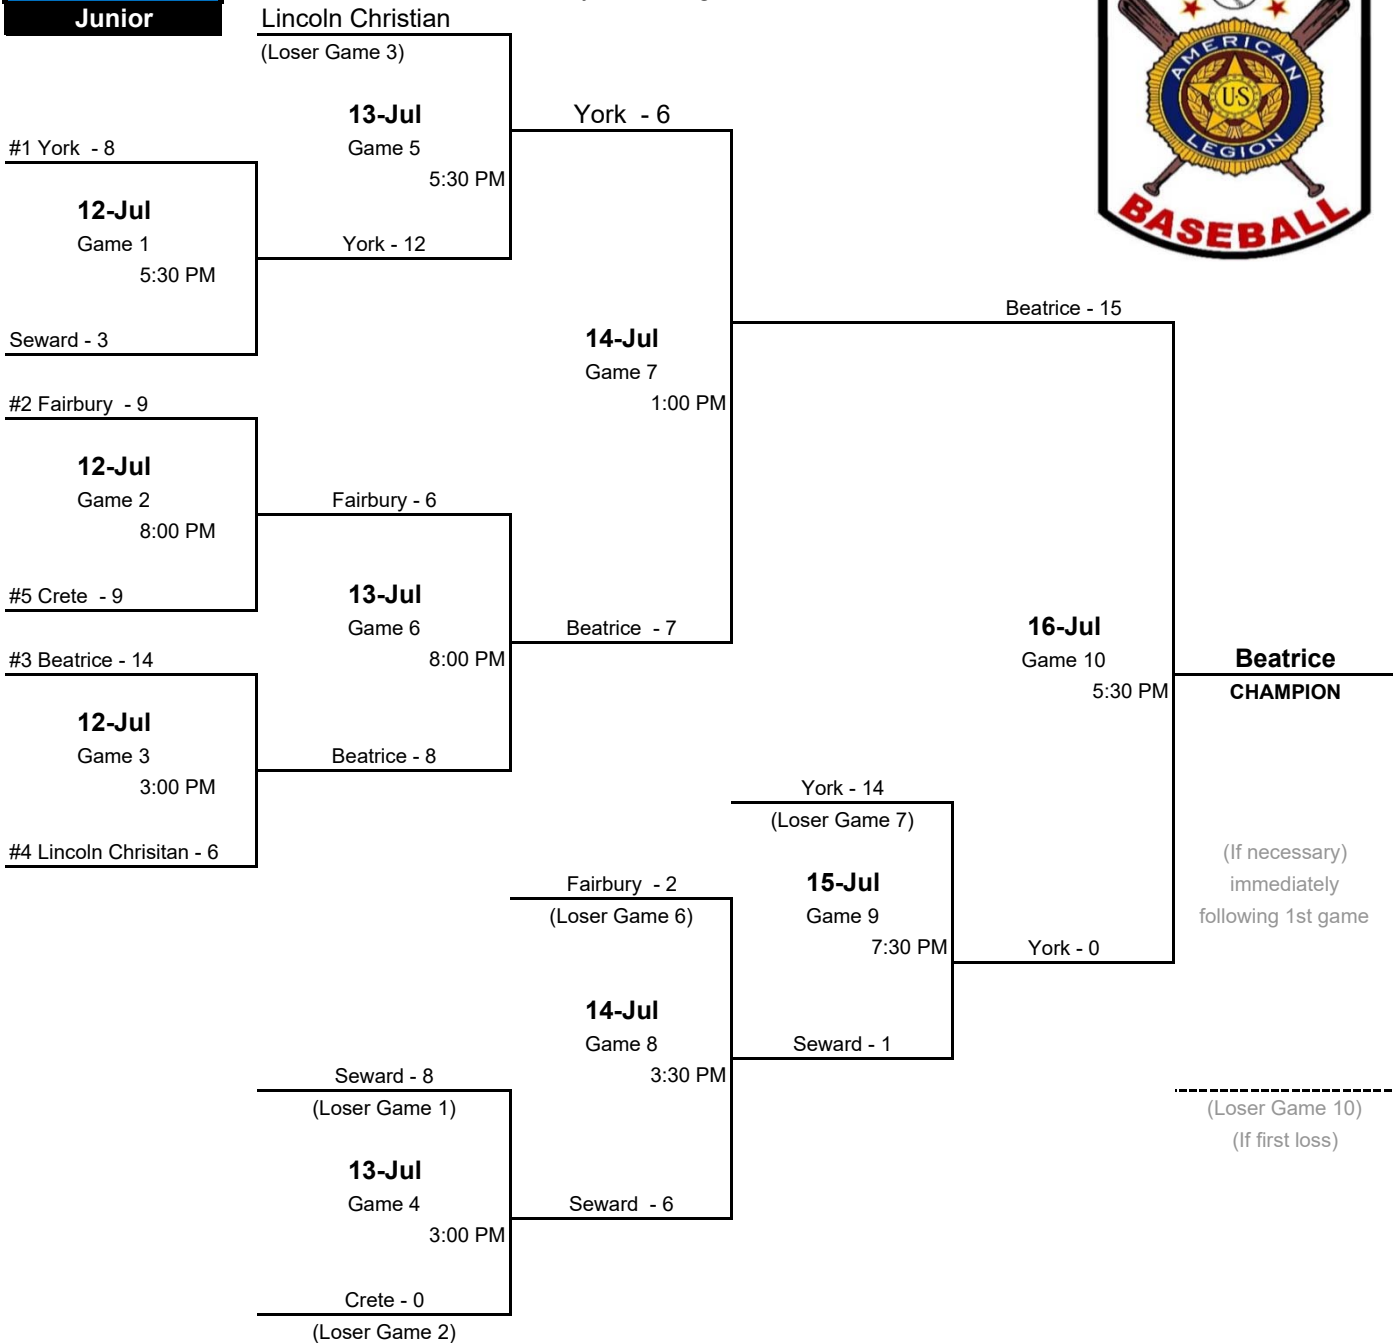 Junior
Lincoln Christian
(Loser Game 3)
AMERICAN
U·S
LEGION
BASEBALL
13-Jul
Game 5
5:30 PM
York - 6
#1 York - 8
12-Jul
Game 1
5:30 PM
York - 12
Seward - 3
14-Jul
Game 7
1:00 PM
Beatrice - 15
#2 Fairbury - 9
12-Jul
Game 2
8:00 PM
Fairbury - 6
#5 Crete - 9
13-Jul
Game 6
8:00 PM
Beatrice - 7
16-Jul
Game 10
5:30 PM
Beatrice
CHAMPION
#3 Beatrice - 14
12-Jul
Game 3
3:00 PM
Beatrice - 8
#4 Lincoln Chrisitan - 6
York - 14
(Loser Game 7)
(If necessary)
immediately
following 1st game
Fairbury - 2
(Loser Game 6)
15-Jul
Game 9
7:30 PM
York - 0
14-Jul
Game 8
3:30 PM
Seward - 1
Seward - 8
(Loser Game 1)
(Loser Game 10)
(If first loss)
13-Jul
Game 4
3:00 PM
Seward - 6
Crete - 0
(Loser Game 2)